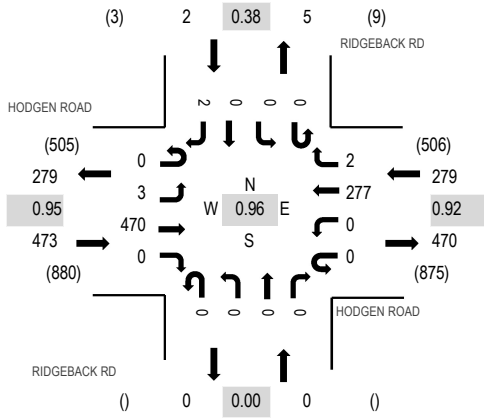 (3) 2 0.38 5 (9)
RIDGEBACK RD
HODGEN ROAD
2 0 0 0
(505) (506)
0 2
279 279
3 N 277
0.95 W 0.96 E 0.92
470 0
473 S 470
0 0
(880) (875)
0 0 0 0
HODGEN ROAD
RIDGEBACK RD
() 0 0.00 0 ()